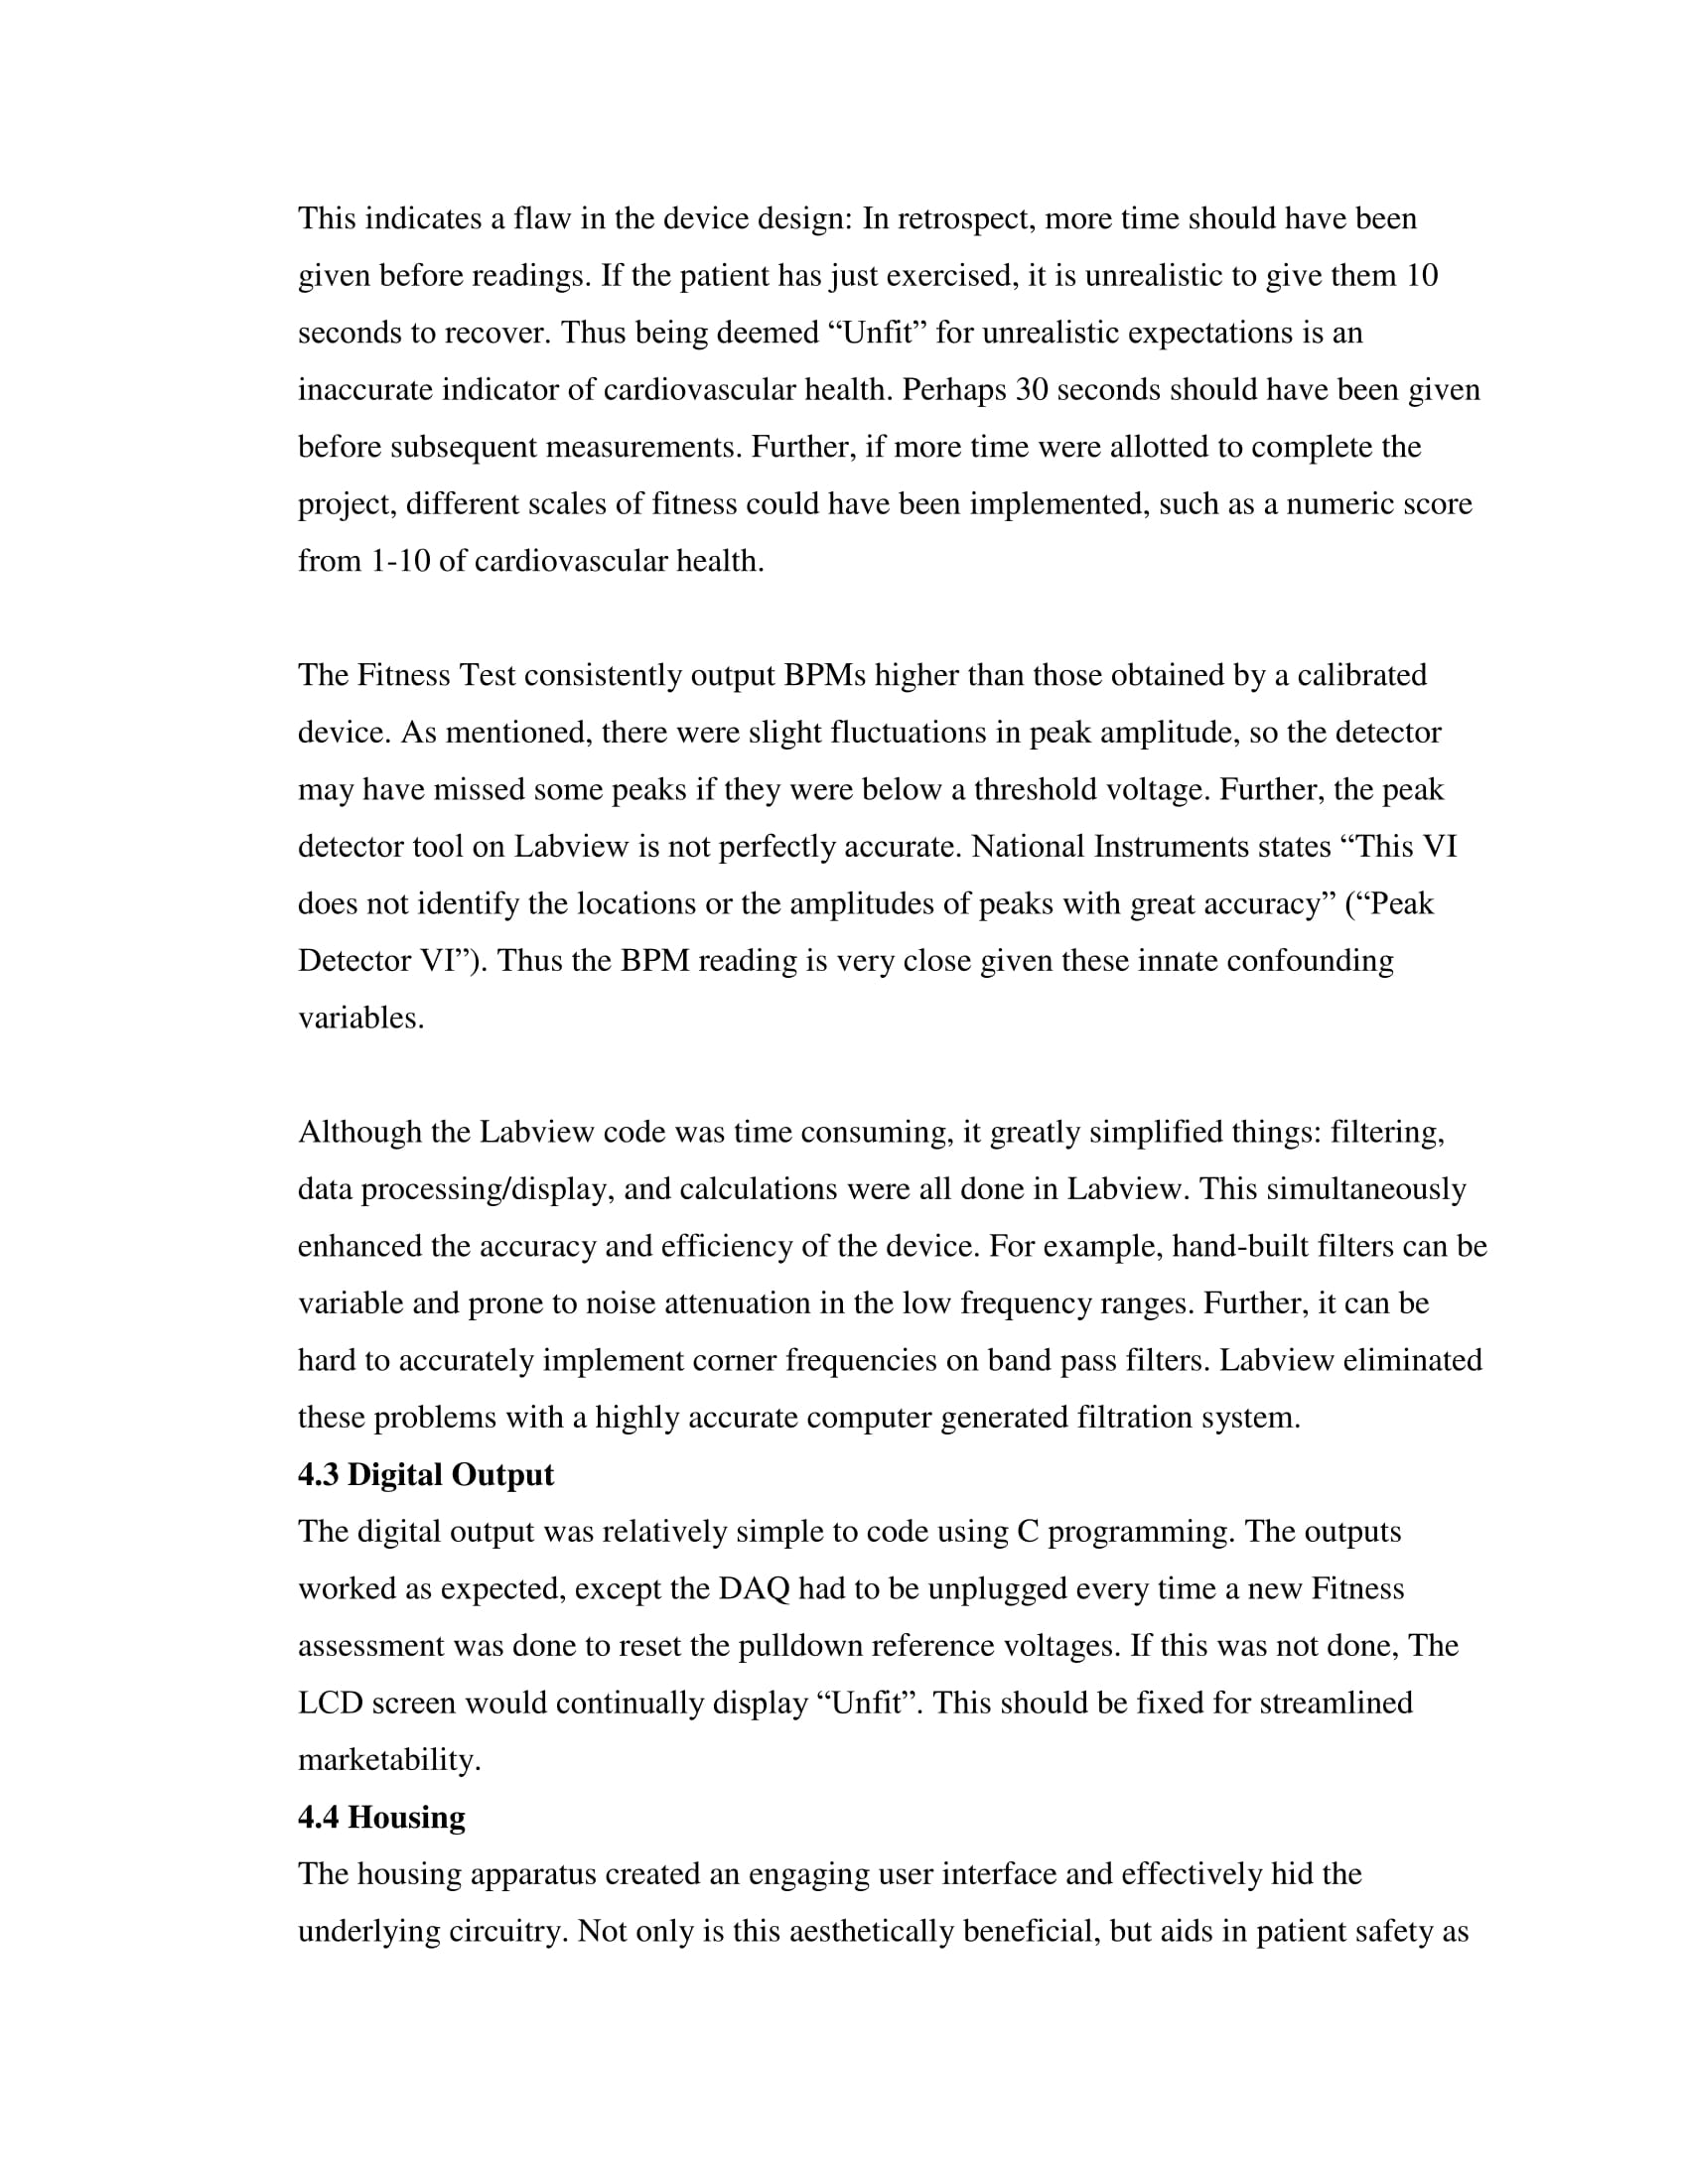 This indicates a flaw in the device design: In retrospect, more time should have been
given before readings. If the patient has just exercised, it is unrealistic to give them 10
seconds to recover. Thus being deemed “Unfit” for unrealistic expectations is an
inaccurate indicator of cardiovascular health. Perhaps 30 seconds should have been given
before subsequent measurements. Further, if more time were allotted to complete the
project, different scales of fitness could have been implemented, such as a numeric score
from 1-10 of cardiovascular health.
The Fitness Test consistently output BPMs higher than those obtained by a calibrated
device. As mentioned, there were slight fluctuations in peak amplitude, so the detector
may have missed some peaks if they were below a threshold voltage. Further, the peak
detector tool on Labview is not perfectly accurate. National Instruments states “This VI
does not identify the locations or the amplitudes of peaks with great accuracy” (“Peak
Detector VI”). Thus the BPM reading is very close given these innate confounding
variables.
Although the Labview code was time consuming, it greatly simplified things: filtering,
data processing/display, and calculations were all done in Labview. This simultaneously
enhanced the accuracy and efficiency of the device. For example, hand-built filters can be
variable and prone to noise attenuation in the low frequency ranges. Further, it can be
hard to accurately implement corner frequencies on band pass filters. Labview eliminated
these problems with a highly accurate computer generated filtration system.
4.3 Digital Output
The digital output was relatively simple to code using C programming. The outputs
worked as expected, except the DAQ had to be unplugged every time a new Fitness
assessment was done to reset the pulldown reference voltages. If this was not done, The
LCD screen would continually display “Unfit”. This should be fixed for streamlined
marketability.
4.4 Housing
The housing apparatus created an engaging user interface and effectively hid the
underlying circuitry. Not only is this aesthetically beneficial, but aids in patient safety as